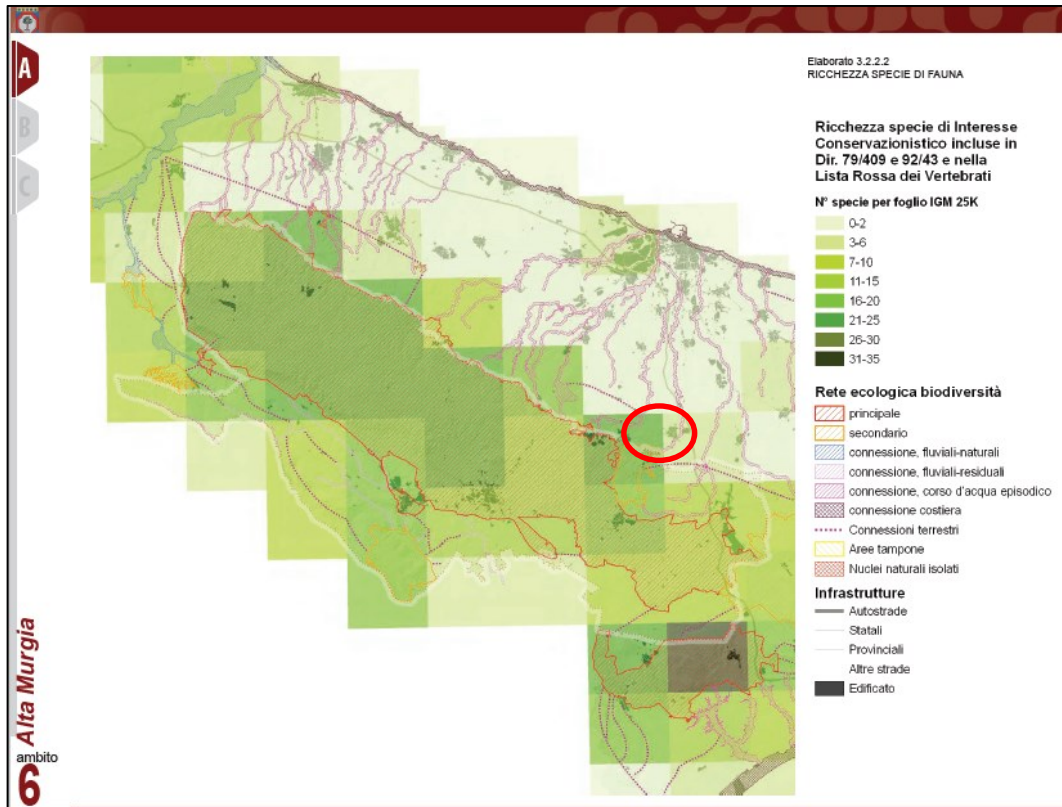 A
B
C
Elaborato 3.2.2.2
RICCHEZZA SPECIE DI FAUNA
Ricchezza specie di Interesse
Conservazionistico incluse in
Dir. 79/409 e 92/43 e nella
Lista Rossa dei Vertebrati
N° specie per foglio IGM 25K
0-2
3-6
7-10
11-15
16-20
21-25
26-30
31-35
Rete ecologica biodiversità
principale
secondario
connessione, fluviali-naturali
connessione, fluviali-residuali
connessione, corso d'acqua episodico
connessione costiera
Connessioni terrestri
Aree tampone
Nuclei naturali isolati
Infrastrutture
Autostrade
Statali
Provinciali
Altre strade
Edificato
Alta Murgia
ambito
6